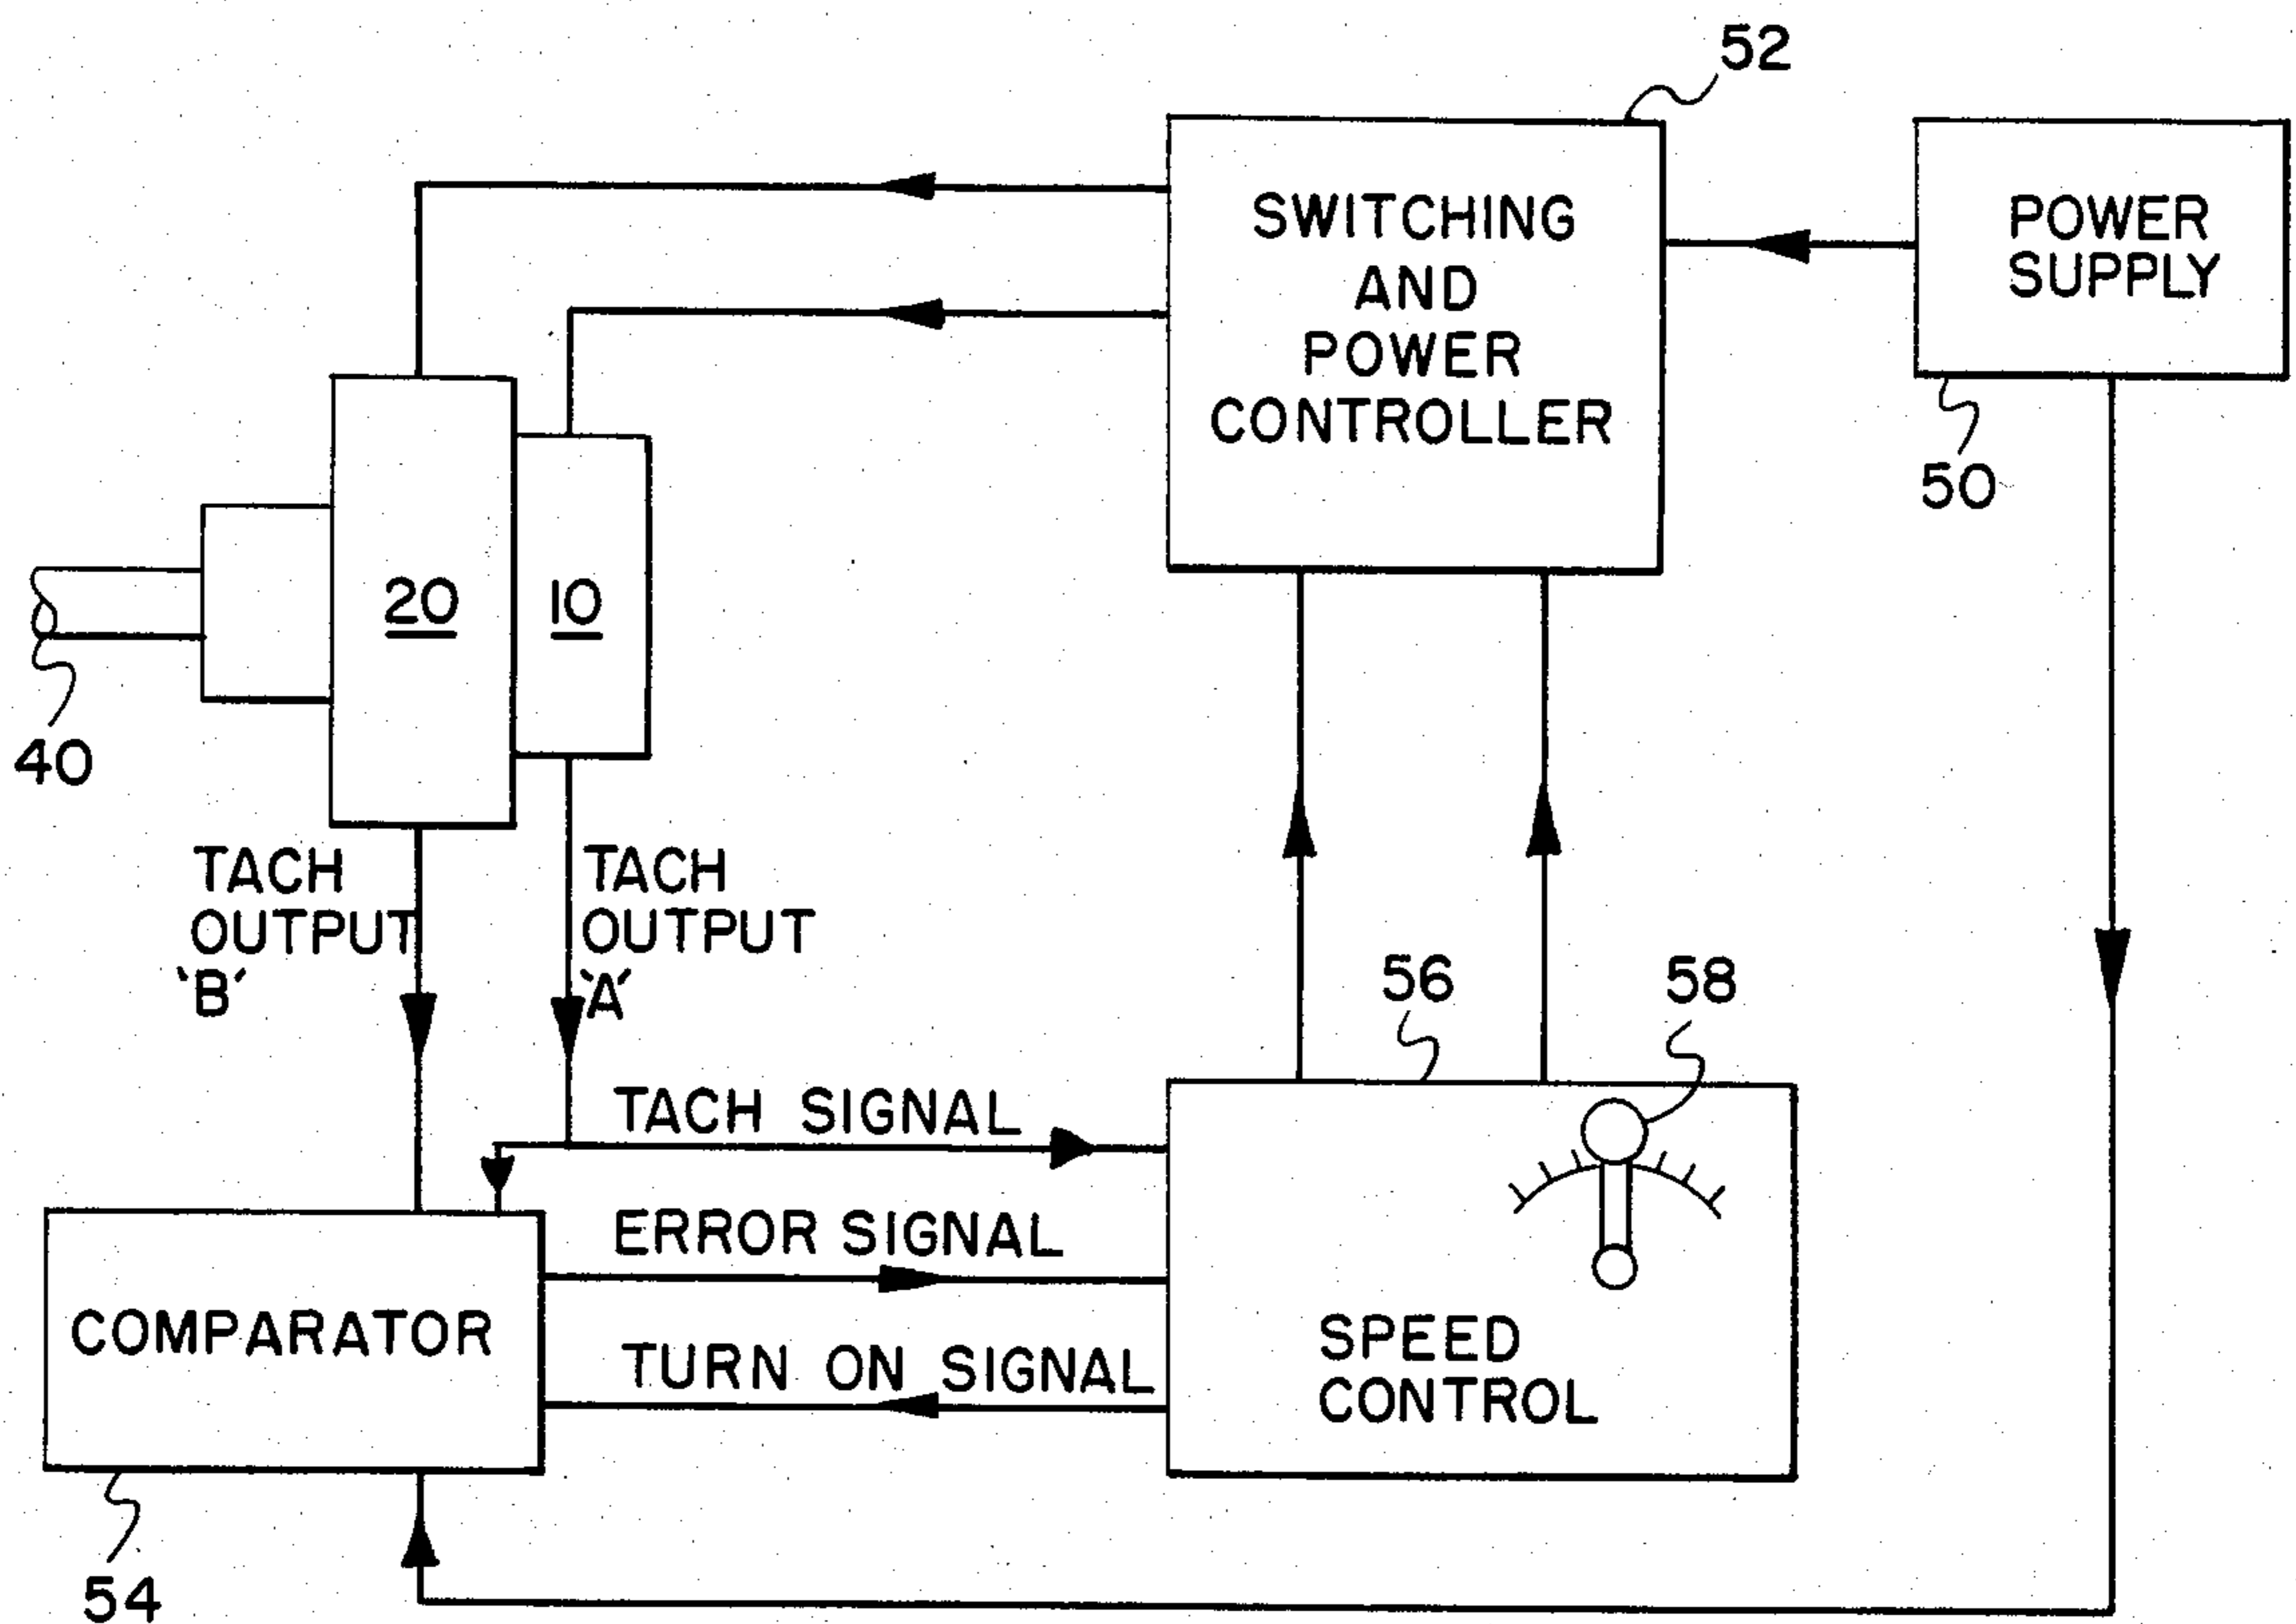 52
SWITCHING
AND
POWER
CONTROLLER
POWER
SUPPLY
50
20
10
40
TACH
OUTPUT
'B'
TACH
OUTPUT
'A'
56
58
TACH SIGNAL
ERROR SIGNAL
TURN ON SIGNAL
COMPARATOR
SPEED
CONTROL
54